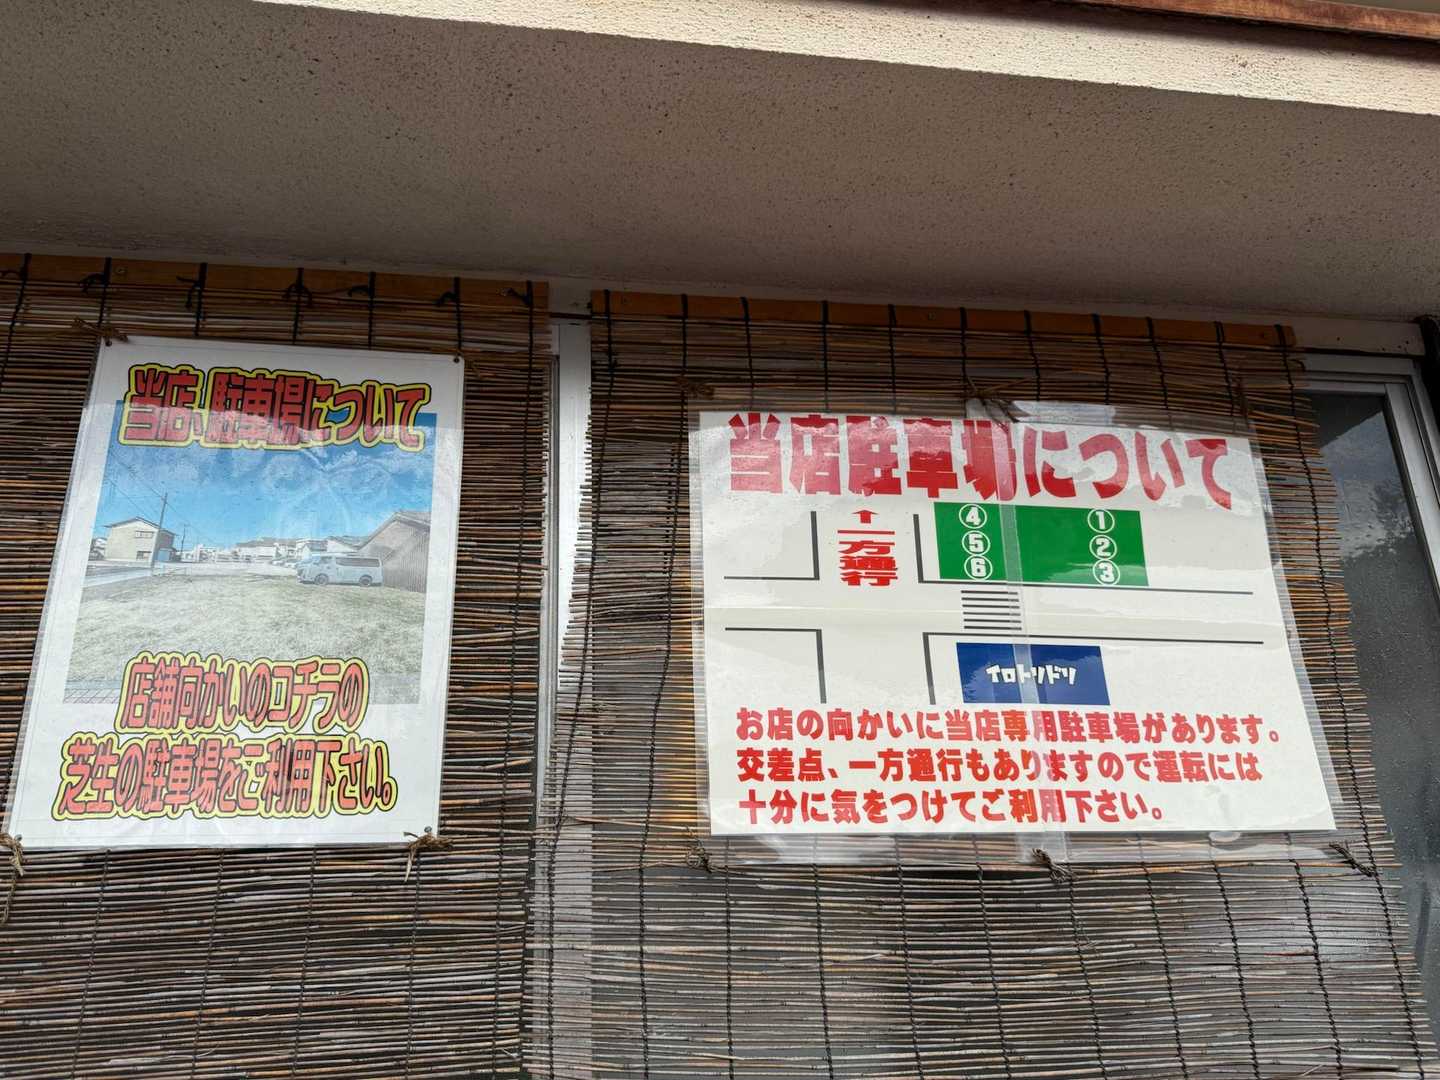 当店、駐車場について
店舗向かいのコチラの
芝生の駐車場をご利用下さい。
当店駐車場について
↑一方通行
④ ①
⑤ ②
⑥ ③
イロトリドリ
お店の向かいに当店専用駐車場があります。
交差点、一方通行もありますので運転には
十分に気をつけてご利用下さい。